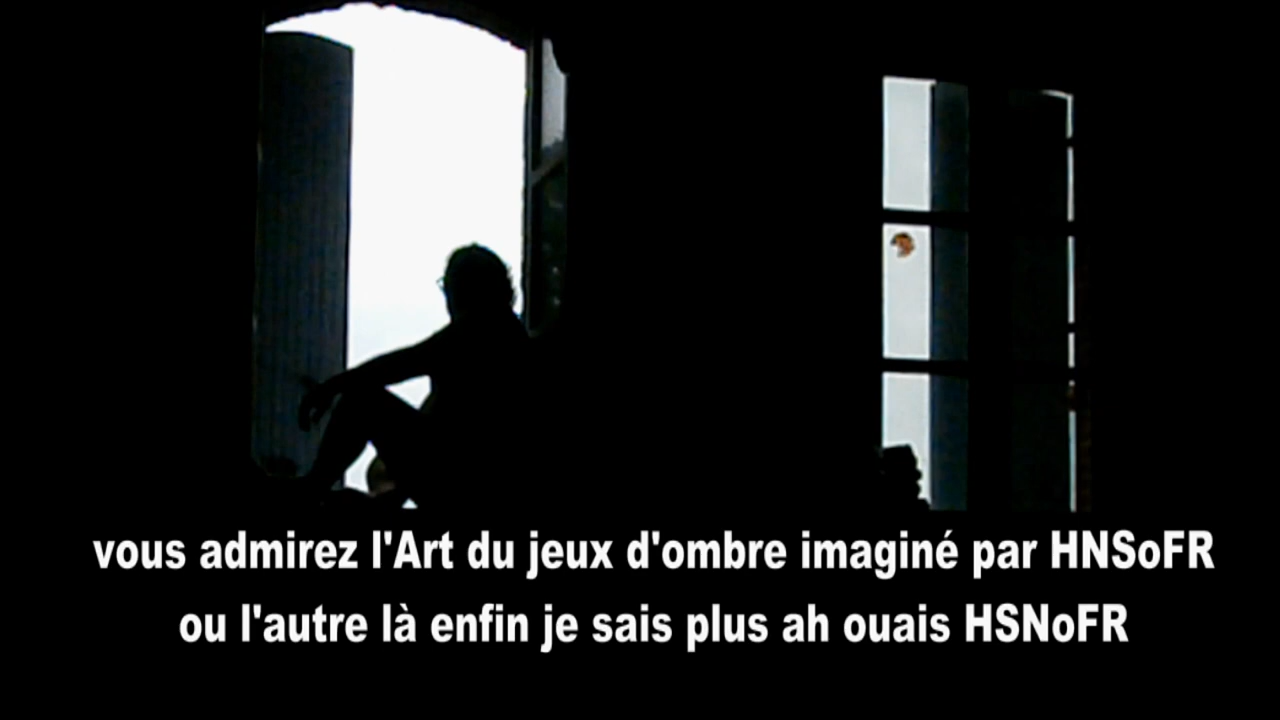 vous admirez l'Art du jeux d'ombre imaginé par HNSoFR
ou l'autre là enfin je sais plus ah ouais HSNoFR